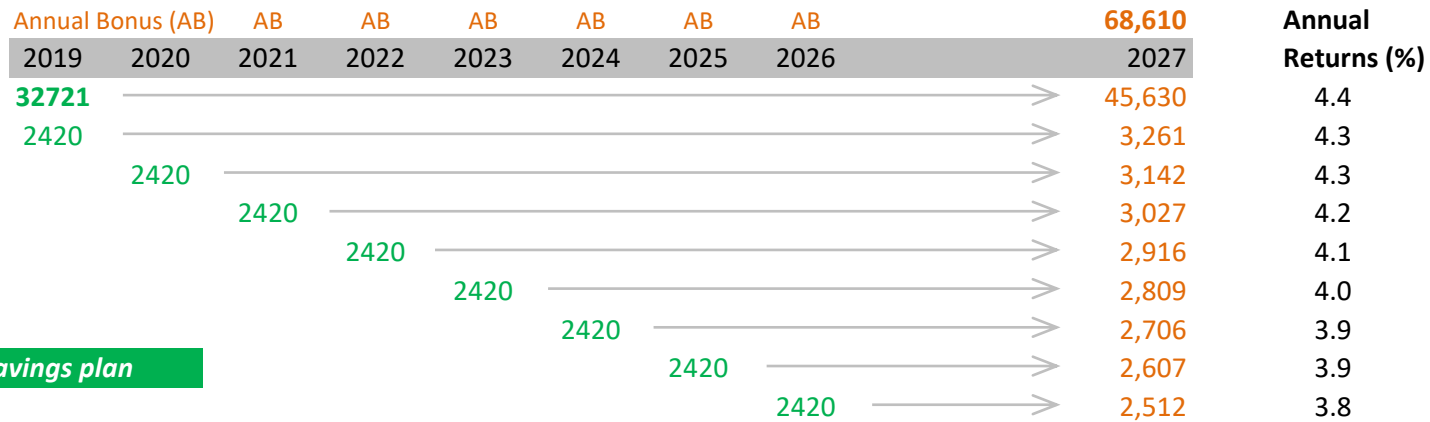 Annual Bonus (AB) AB AB AB AB AB AB 68,610 Annual
2019 2020 2021 2022 2023 2024 2025 2026 2027 Returns (%)
32721 45,630 4.4
2420 3,261 4.3
2420 3,142 4.3
2420 3,027 4.2
2420 2,916 4.1
2420 2,809 4.0
2420 2,706 3.9
avings plan 2420 2,607 3.9
2420 2,512 3.8